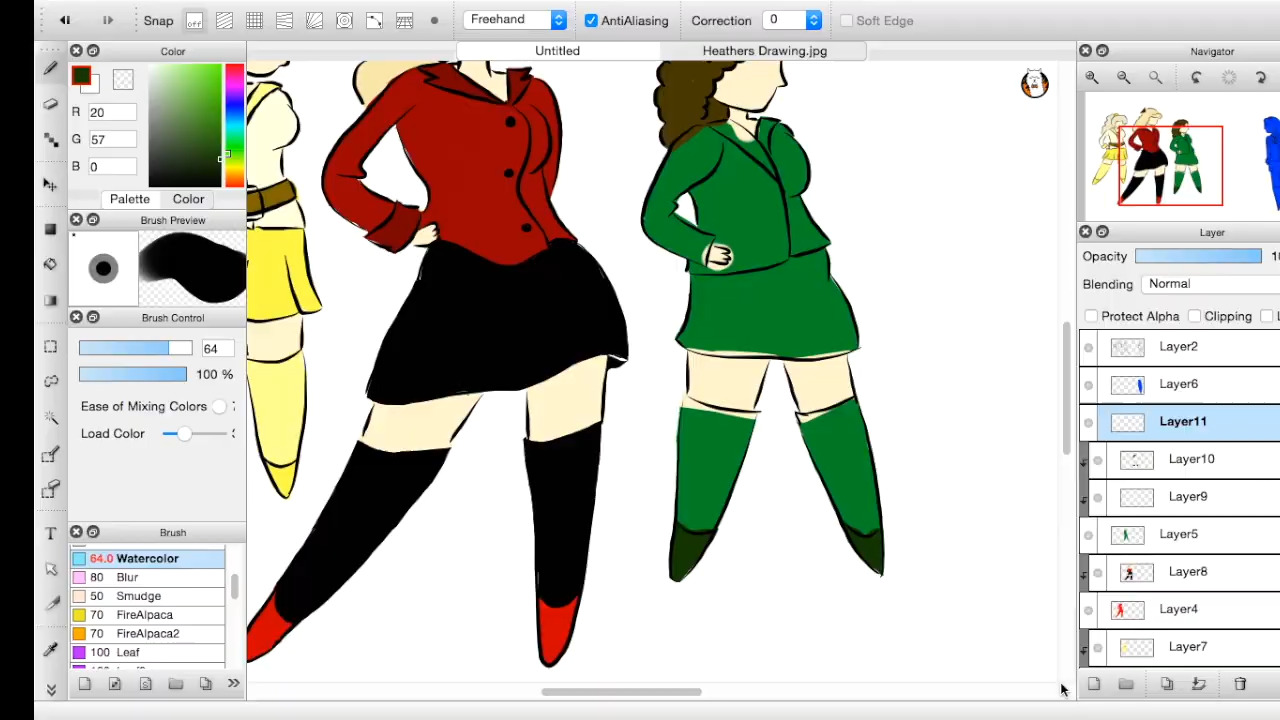 Snap off Freehand AntiAliasing Correction 0 Soft Edge
Color Untitled Heathers Drawing.jpg Navigator
R 20
G 57
B 0
Palette Color
Brush Preview
*
Layer
Opacity 10
Blending Normal
Protect Alpha Clipping L
Brush Control
64
100 %
Ease of Mixing Colors
Load Color
Layer2
Layer6
Layer11
Layer10
Layer9
Layer5
Layer8
Layer4
Layer7
Brush
64.0 Watercolor
80 Blur
50 Smudge
70 FireAlpaca
70 FireAlpaca2
100 Leaf
T